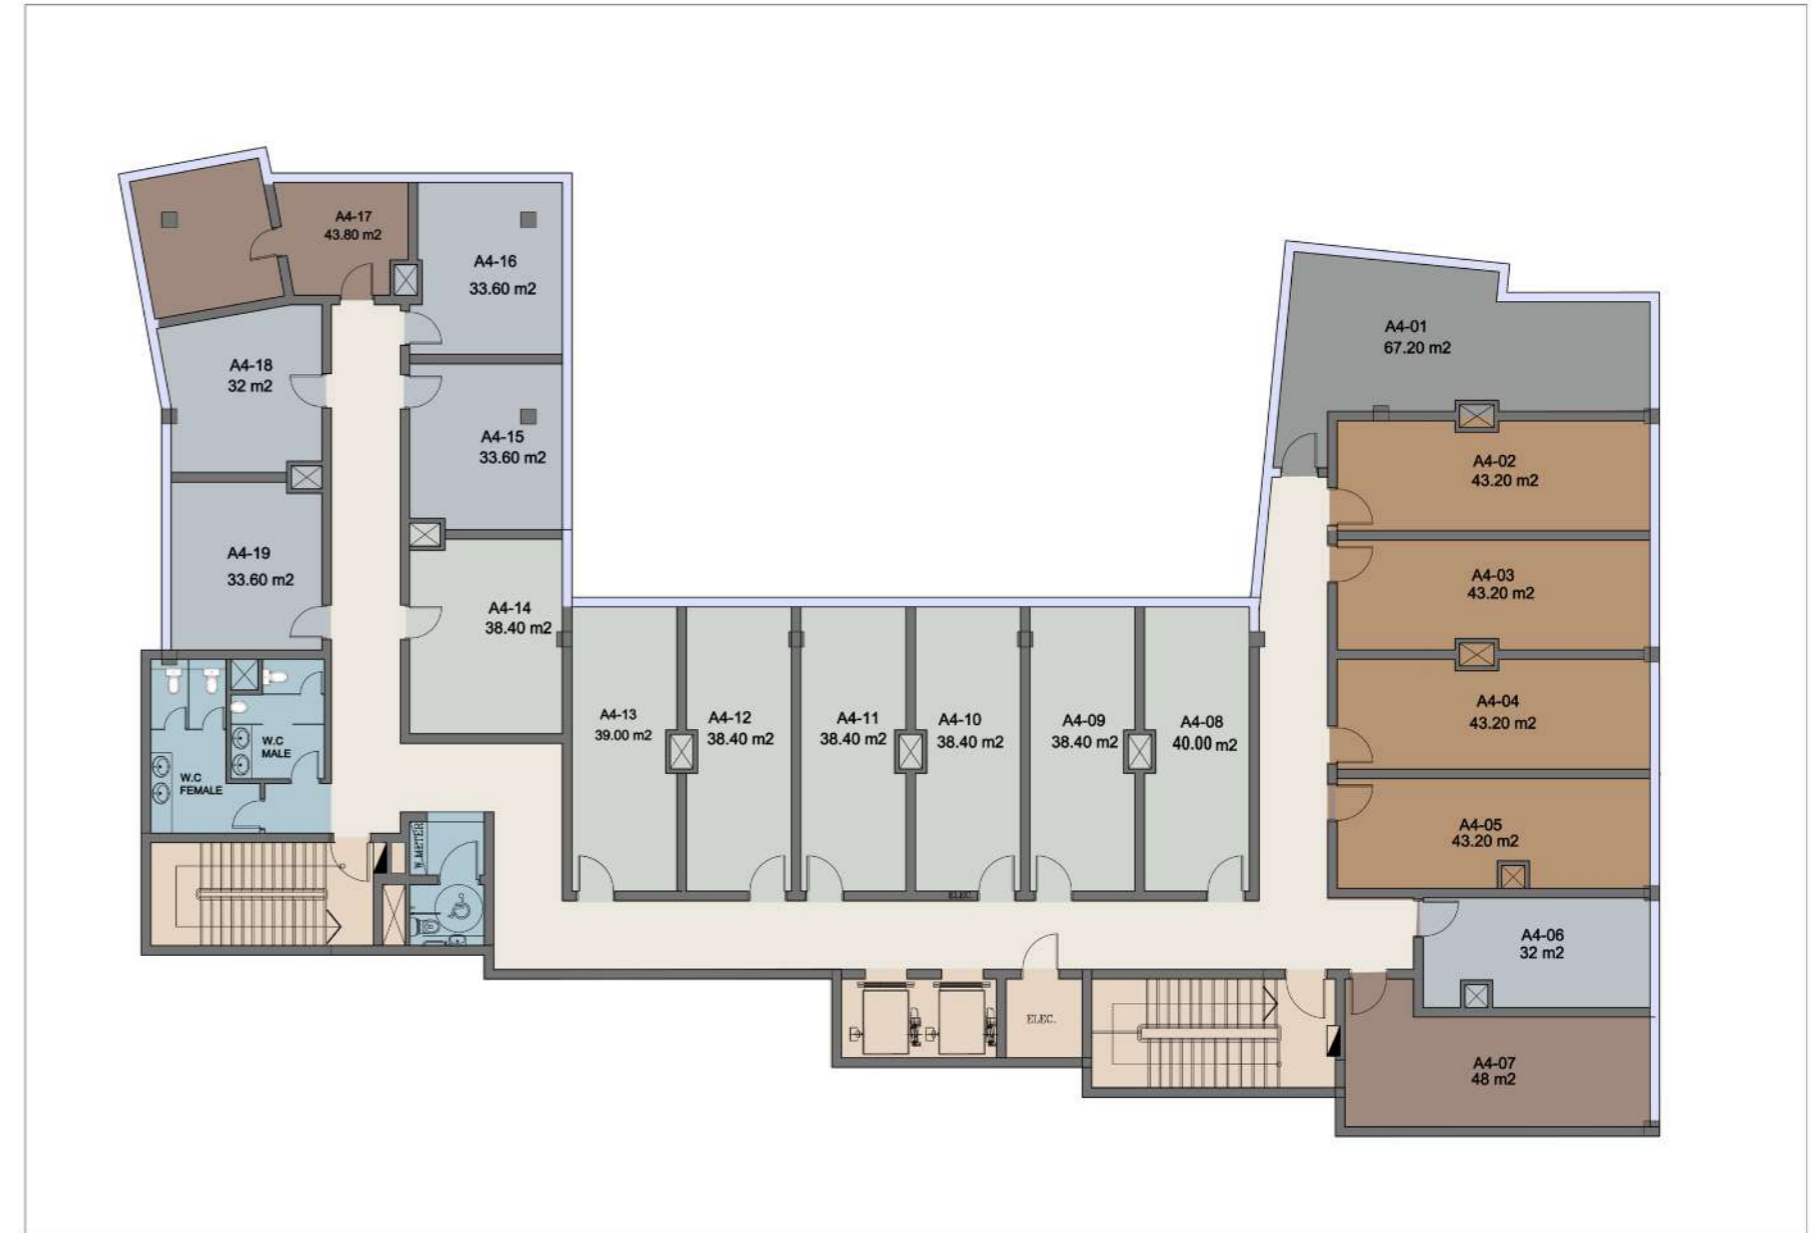 A4-17
43.80 m2
A4-16
33.60 m2
A4-01
67.20 m2
A4-18
32 m2
A4-15
33.60 m2
A4-02
43.20 m2
A4-19
33.60 m2
A4-03
43.20 m2
A4-14
38.40 m2
A4-04
43.20 m2
A4-13
39.00 m2
A4-12
38.40 m2
A4-11
38.40 m2
A4-10
38.40 m2
A4-09
38.40 m2
A4-08
40.00 m2
W.C
MALE
W.C
FEMALE
W.METER
A4-05
43.20 m2
ELEC
A4-06
32 m2
ELEC.
A4-07
48 m2